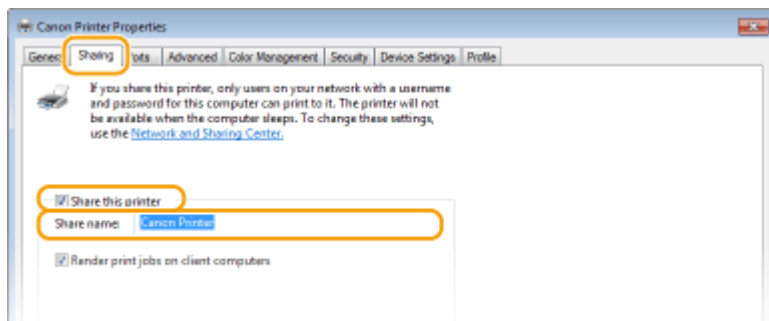 Canon Printer Properties
General Sharing Ports Advanced Color Management Security Device Settings Profile
If you share this printer, only users on your network with a username
and password for this computer can print to it. The printer will not
be available when the computer sleeps. To change these settings,
use the Network and Sharing Center.
Share this printer
Share name: Canon Printer
Render print jobs on client computers